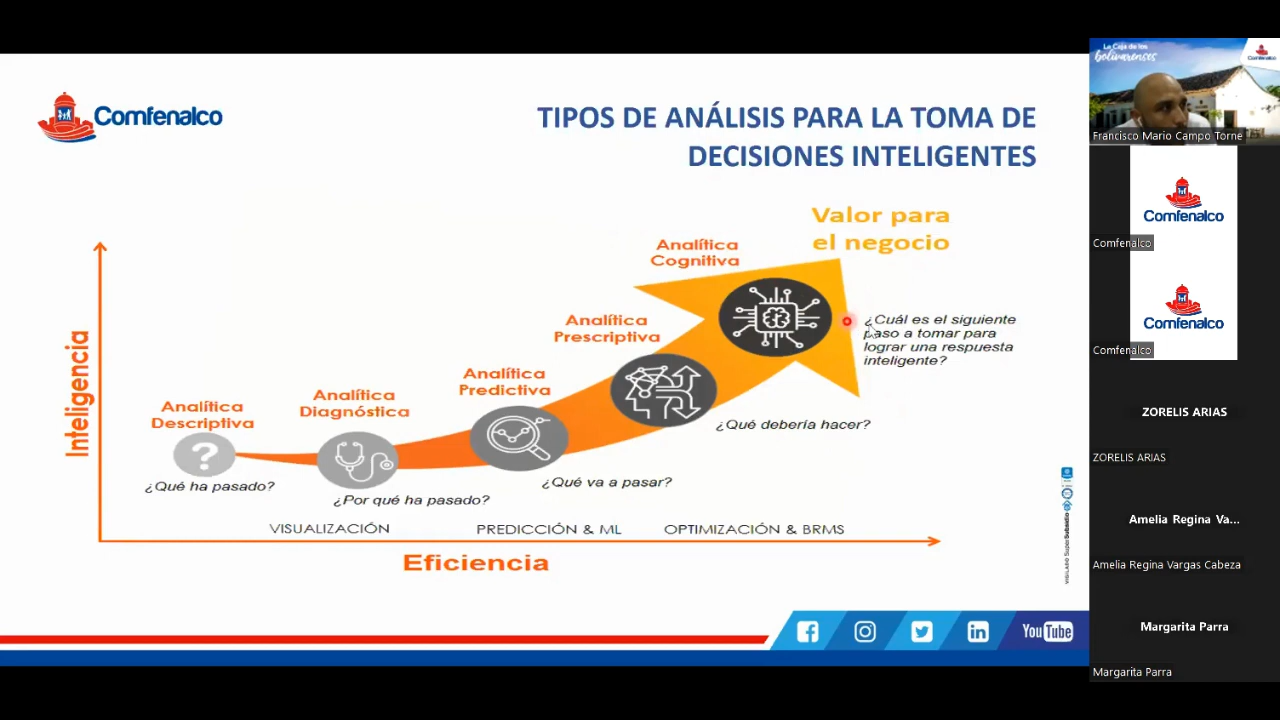 Comfenalco
TIPOS DE ANÁLISIS PARA LA TOMA DE
DECISIONES INTELIGENTES
Valor para
el negocio
Analítica
Cognitiva
¿Cuál es el siguiente
paso a tomar para
lograr una respuesta
inteligente?
Analítica
Prescriptiva
¿Qué debería hacer?
Analítica
Predictiva
¿Qué va a pasar?
Analítica
Diagnóstica
¿Por qué ha pasado?
Analítica
Descriptiva
?
¿Qué ha pasado?
Inteligencia
VISUALIZACIÓN
PREDICCIÓN & ML
OPTIMIZACIÓN & BRMS
Eficiencia
VIGILADO SuperSubsidio
in
YouTube
La Caja de los
bolivarenses
Comfenalco
Francisco Mario Campo Torne
Comfenalco
Comfenalco
Comfenalco
Comfenalco
ZORELIS ARIAS
ZORELIS ARIAS
Amelia Regina Va...
Amelia Regina Vargas Cabeza
Margarita Parra
Margarita Parra